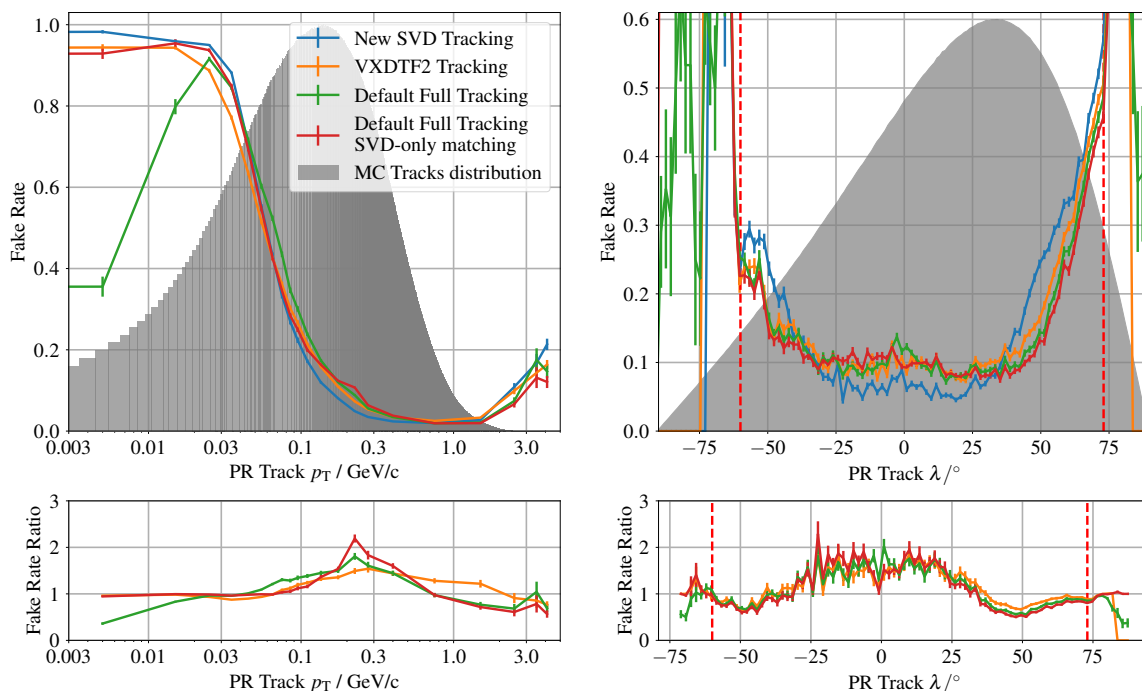 1.0
0.8
0.6
0.4
0.2
0.0
Fake Rate
New SVD Tracking
VXDTF2 Tracking
Default Full Tracking
Default Full Tracking
SVD-only matching
MC Tracks distribution
0.003 0.01 0.03 0.1 0.3 1.0 3.0
PR Track pT / GeV/c
0.6
0.5
0.4
0.3
0.2
0.1
0.0
Fake Rate
−75 −50 −25 0 25 50 75
PR Track λ/°
3
2
1
0
Fake Rate Ratio
0.003 0.01 0.03 0.1 0.3 1.0 3.0
PR Track pT / GeV/c
3
2
1
0
Fake Rate Ratio
−75 −50 −25 0 25 50 75
PR Track λ/°